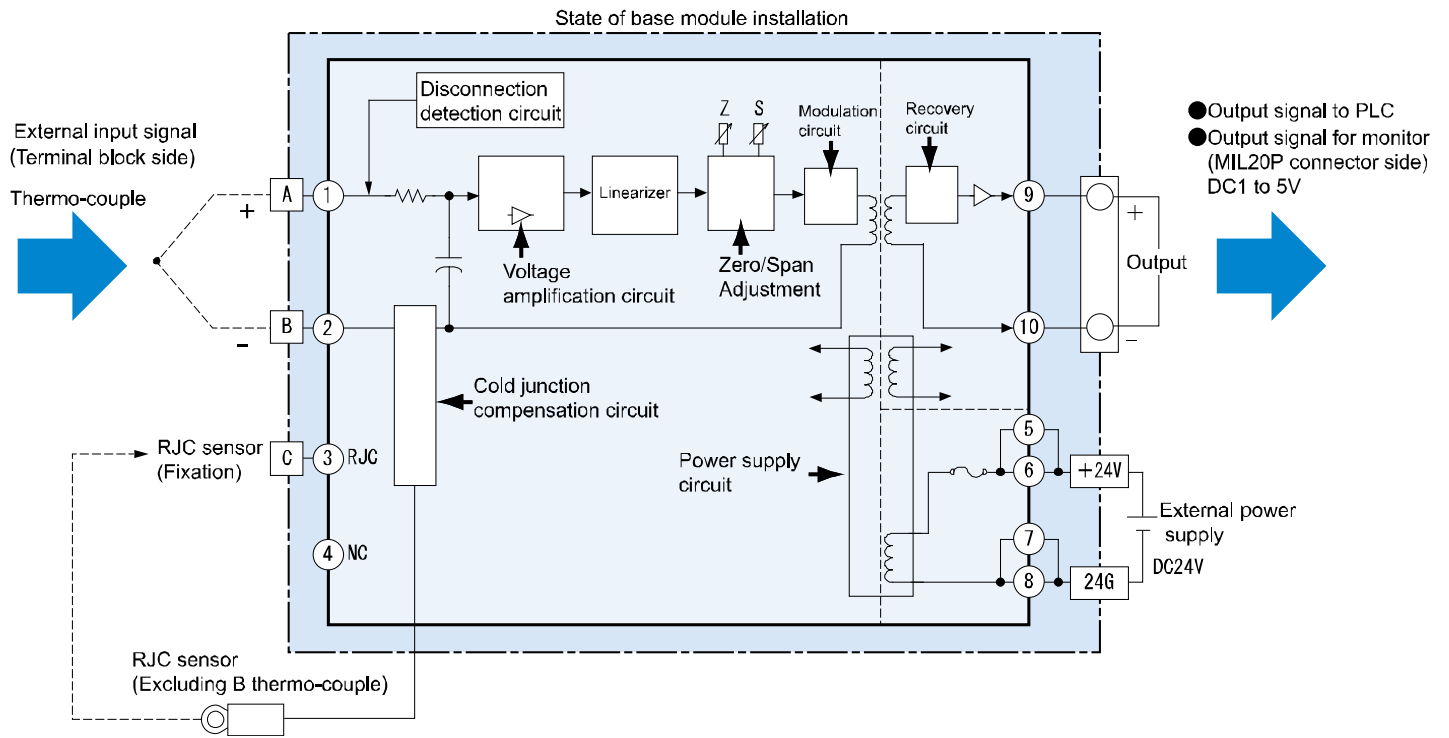 State of base module installation
Disconnection
detection circuit
External input signal
(Terminal block side)
Thermo-couple
A
1
+
B
2
-
Z
S
Modulation
circuit
Recovery
circuit
Linearizer
Voltage
amplification circuit
Zero/Span
Adjustment
9
10
+
Output
-
●Output signal to PLC
●Output signal for monitor
(MIL20P connector side)
DC1 to 5V
Cold junction
compensation circuit
RJC sensor
(Fixation)
C
3
RJC
4
NC
Power supply
circuit
5
6
7
8
+24V
24G
External power
supply
DC24V
RJC sensor
(Excluding B thermo-couple)